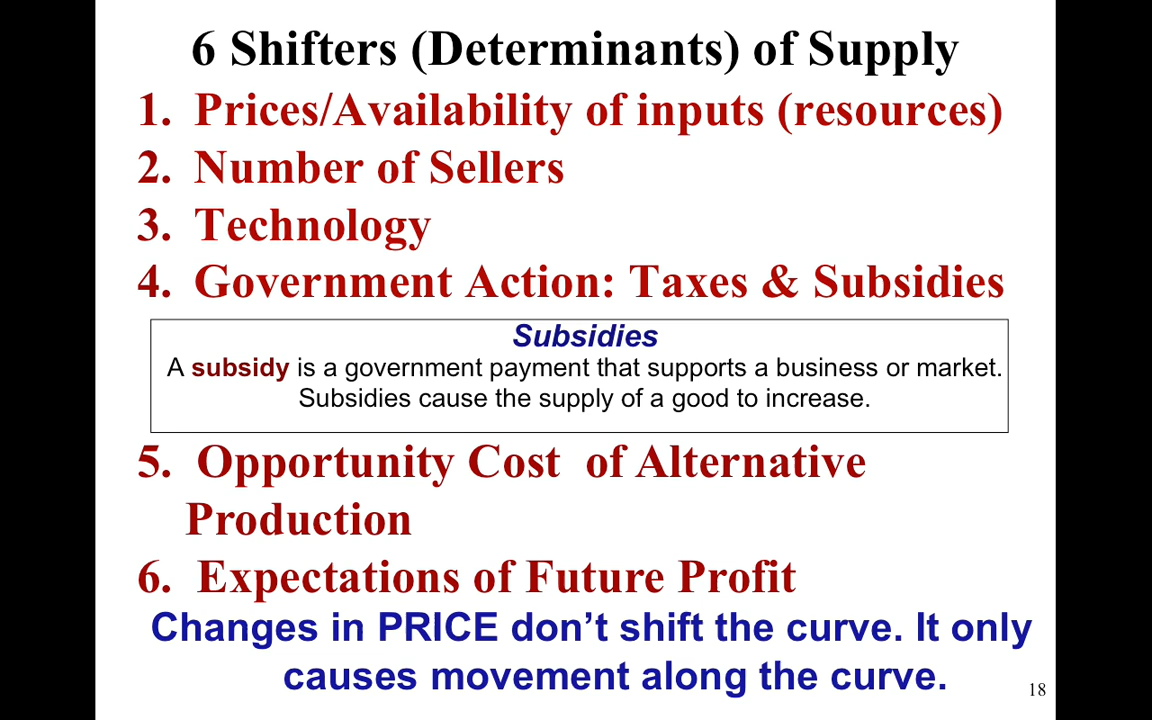 6 Shifters (Determinants) of Supply
1. Prices/Availability of inputs (resources)
2. Number of Sellers
3. Technology
4. Government Action: Taxes & Subsidies
Subsidies
A subsidy is a government payment that supports a business or market.
Subsidies cause the supply of a good to increase.
5. Opportunity Cost of Alternative
Production
6. Expectations of Future Profit
Changes in PRICE don’t shift the curve. It only
causes movement along the curve.
18